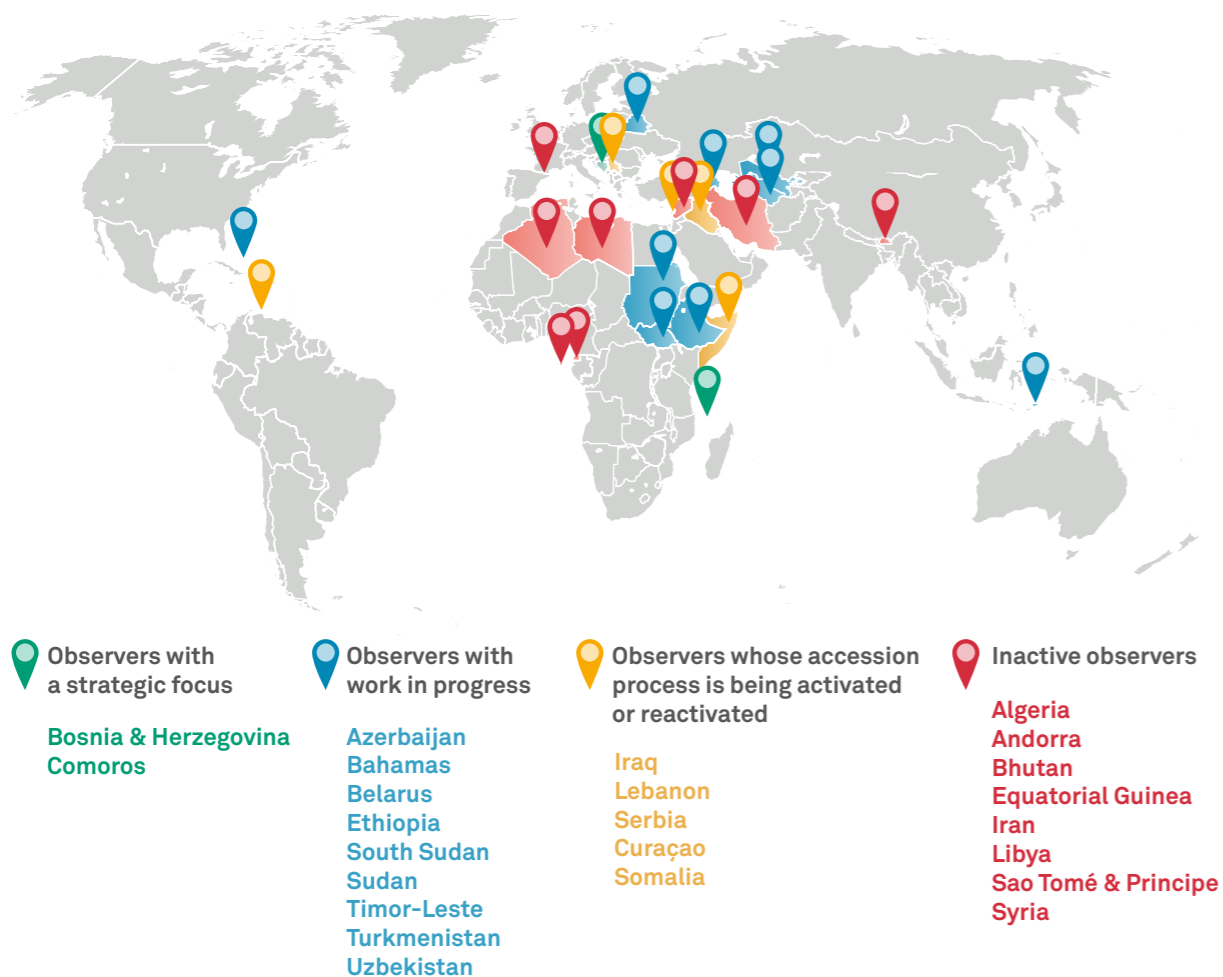 Observers with
a strategic focus
Bosnia & Herzegovina
Comoros
Observers with
work in progress
Azerbaijan
Bahamas
Belarus
Ethiopia
South Sudan
Sudan
Timor-Leste
Turkmenistan
Uzbekistan
Observers whose accession
process is being activated
or reactivated
Iraq
Lebanon
Serbia
Curaçao
Somalia
Inactive observers
Algeria
Andorra
Bhutan
Equatorial Guinea
Iran
Libya
Sao Tomé & Principe
Syria